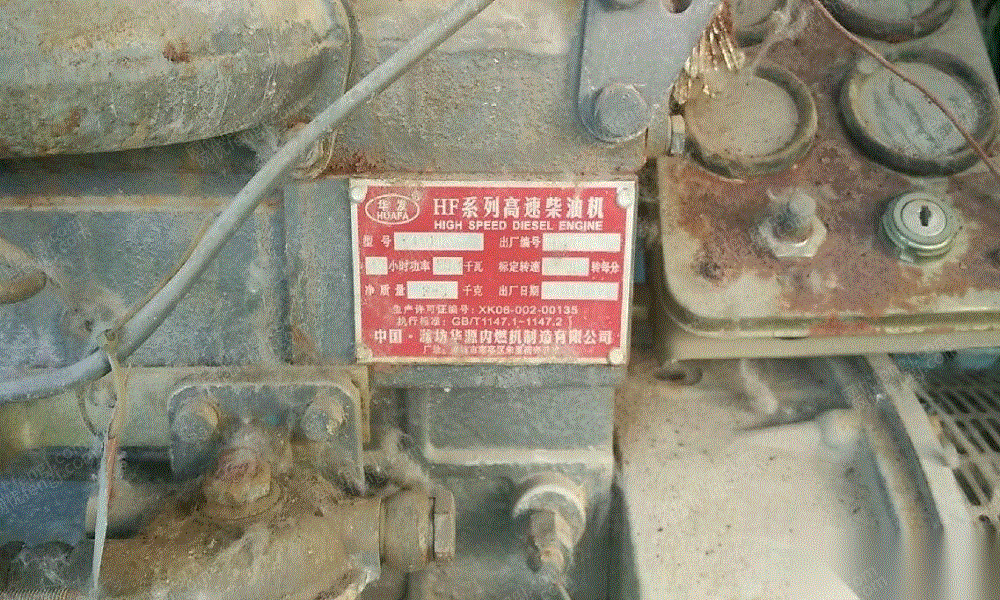 华发
HUAFA
HF系列高速柴油机
HIGH SPEED DIESEL ENGINE
型号 出厂编号
小时功率 千瓦 标定转速 转每分
净质量 千克 出厂日期
生产许可证编号: XK06-002-00135
执行标准: GB/T1147.1~1147.2
中国·潍坊华源内燃机制造有限公司